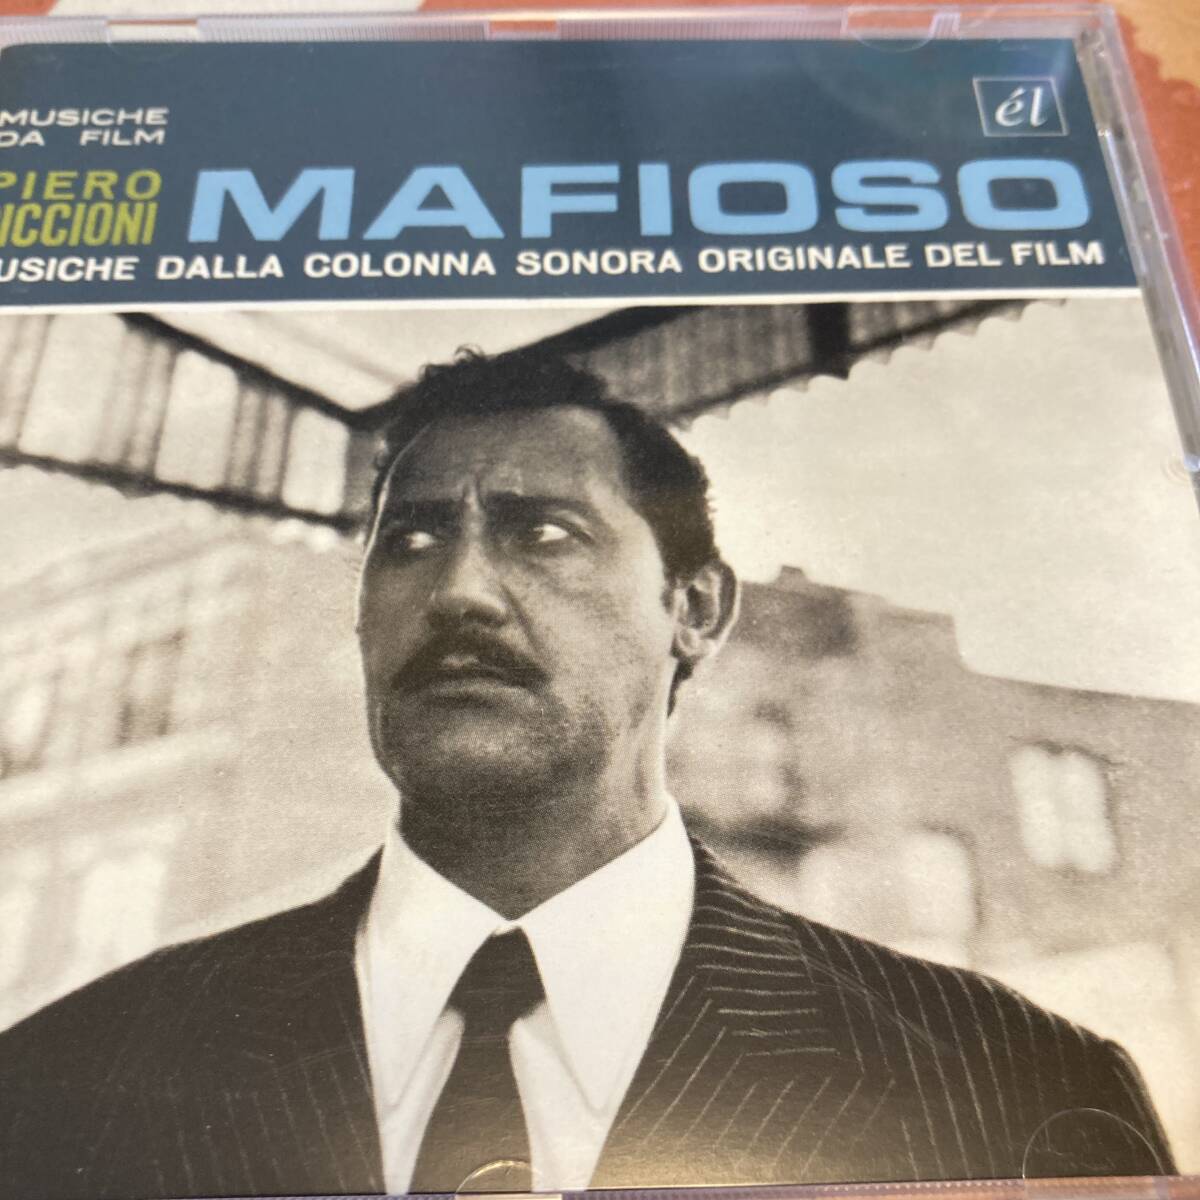 MUSICHE
DA FILM
él
PIERO
ICCIONI
MAFIOSO
USICHE DALLA COLONNA SONORA ORIGINALE DEL FILM